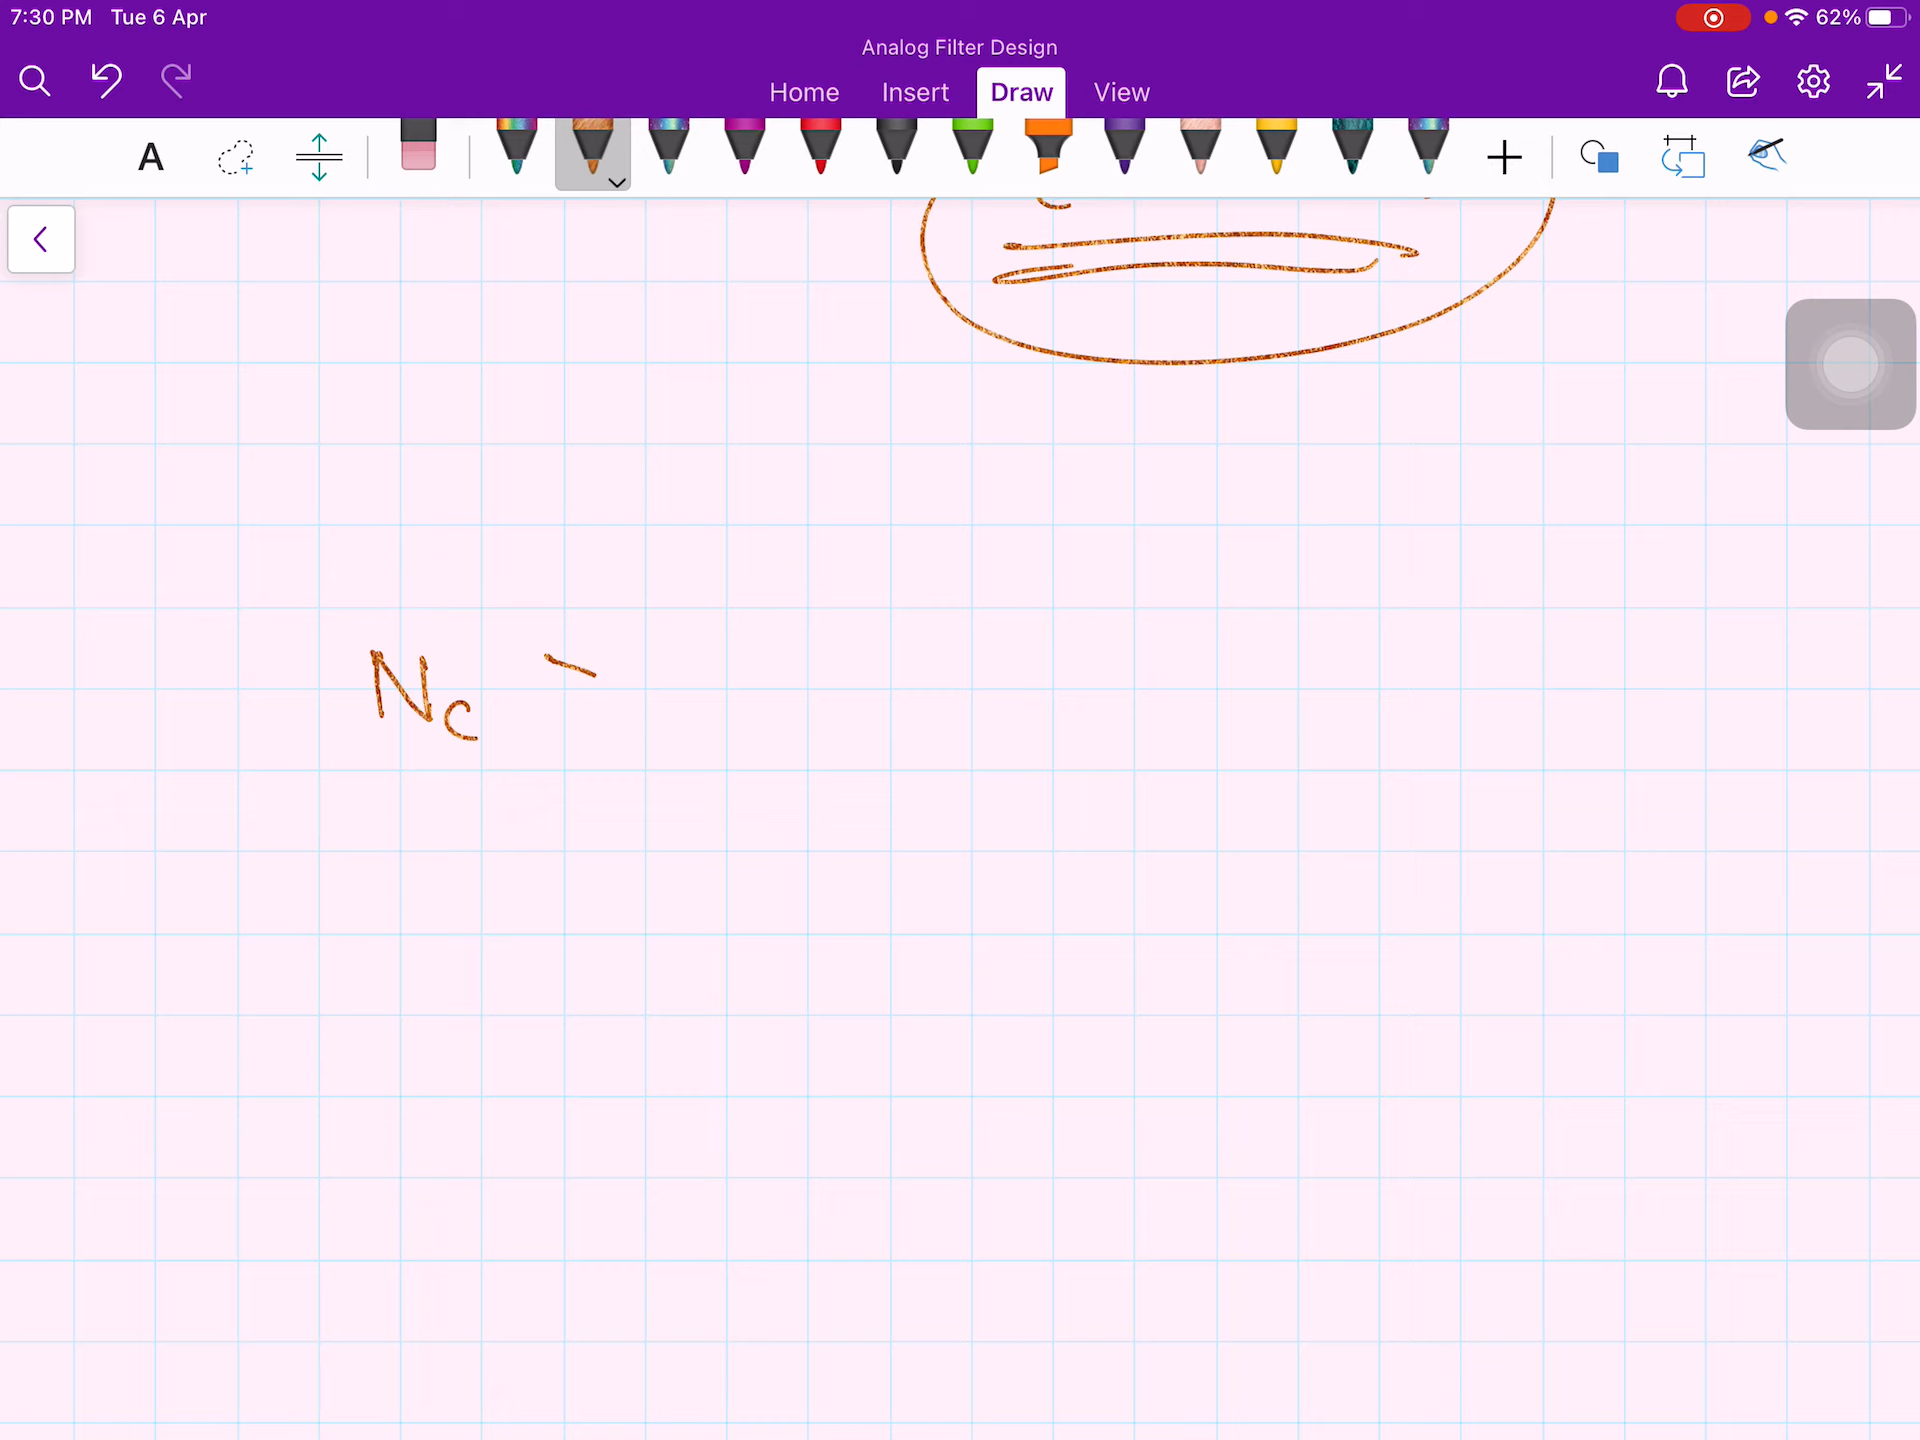 7:30 PM Tue 6 Apr 62%
Analog Filter Design
Home Insert Draw View
A
Nc -